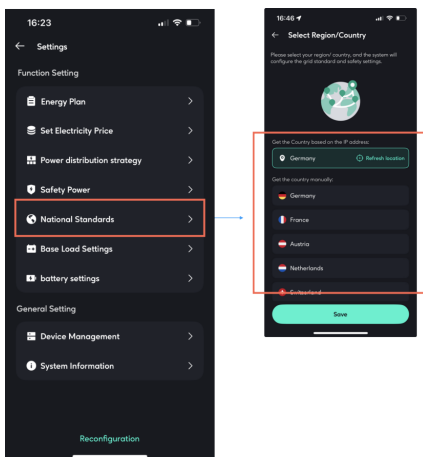 16:23
Settings
Function Setting
Energy Plan
Set Electricity Price
Power distribution strategy
Safety Power
National Standards
Base Load Settings
battery settings
General Setting
Device Management
System Information
Reconfiguration
16:46
Select Region/Country
Please select your region/ country, and the system will
configure the grid standard and safety settings.
Get the Country based on the IP address:
Germany
Refresh location
Get the country manually:
Germany
France
Austria
Netherlands
Switzerland
Save